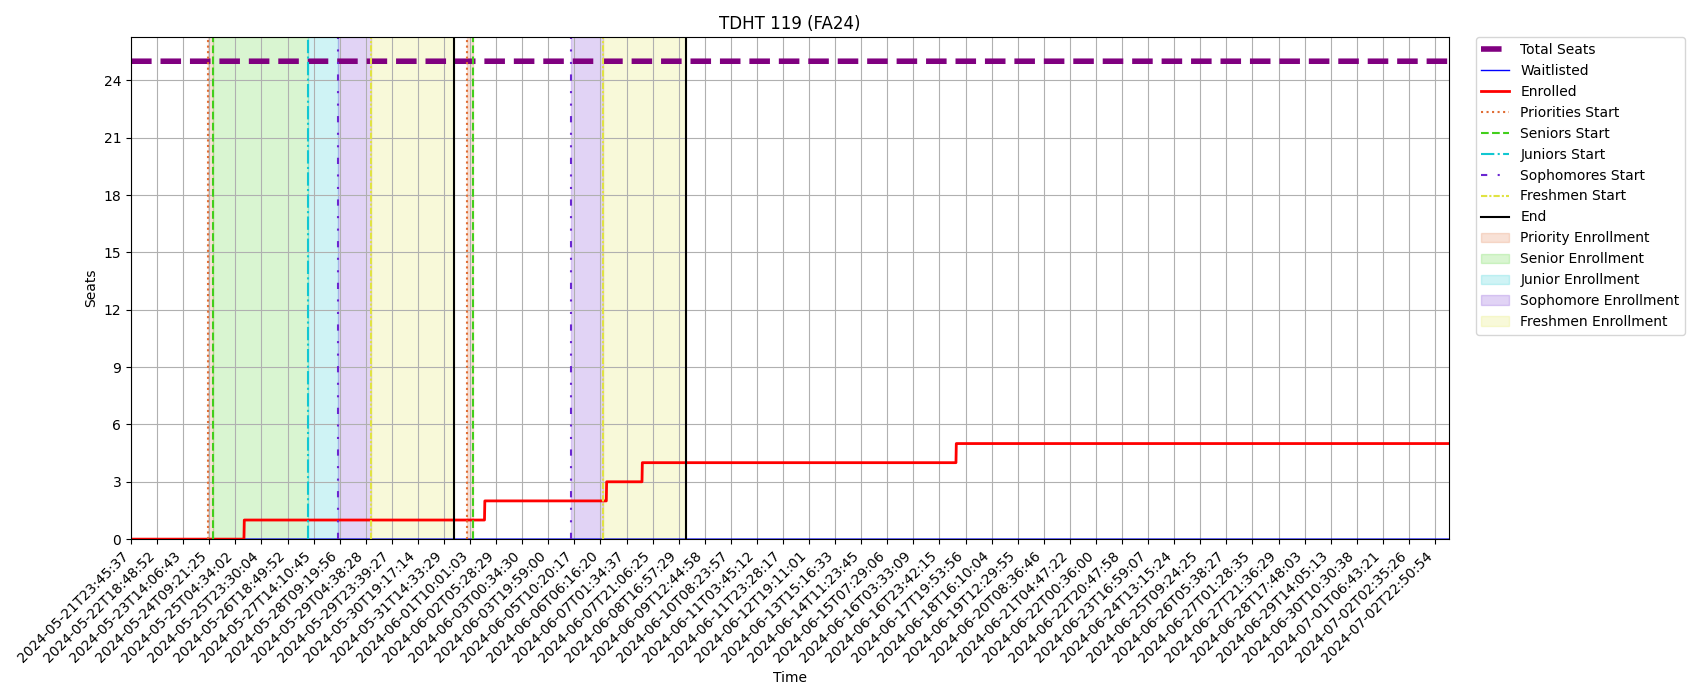 TDHT 119 (FA24)
Seats
24
21
18
15
12
9
6
3
0
2024-05-21T23:45:37
2024-05-22T18:48:52
2024-05-23T14:06:43
2024-05-24T09:21:25
2024-05-25T04:34:02
2024-05-25T23:30:04
2024-05-26T18:49:52
2024-05-27T14:10:45
2024-05-28T09:19:56
2024-05-29T04:38:28
2024-05-29T23:39:27
2024-05-30T19:17:14
2024-05-31T14:33:29
2024-06-01T10:01:03
2024-06-02T05:28:29
2024-06-03T00:34:30
2024-06-03T19:59:00
2024-06-05T10:20:17
2024-06-06T06:16:20
2024-06-07T01:34:37
2024-06-07T21:06:25
2024-06-08T16:57:29
2024-06-09T12:44:58
2024-06-10T08:23:57
2024-06-11T03:45:12
2024-06-11T23:28:17
2024-06-12T19:11:01
2024-06-13T15:16:33
2024-06-14T11:23:45
2024-06-15T07:29:06
2024-06-16T03:33:09
2024-06-16T23:42:15
2024-06-17T19:53:56
2024-06-18T16:10:04
2024-06-19T12:29:55
2024-06-20T08:36:46
2024-06-21T04:47:22
2024-06-22T00:36:00
2024-06-22T20:47:58
2024-06-23T16:59:07
2024-06-24T13:15:24
2024-06-25T09:24:25
2024-06-26T05:38:27
2024-06-27T01:28:35
2024-06-27T21:36:29
2024-06-28T17:48:03
2024-06-29T14:05:13
2024-06-30T10:30:38
2024-07-01T06:43:21
2024-07-02T02:35:26
2024-07-02T22:50:54
Time
Total Seats
Waitlisted
Enrolled
Priorities Start
Seniors Start
Juniors Start
Sophomores Start
Freshmen Start
End
Priority Enrollment
Senior Enrollment
Junior Enrollment
Sophomore Enrollment
Freshmen Enrollment